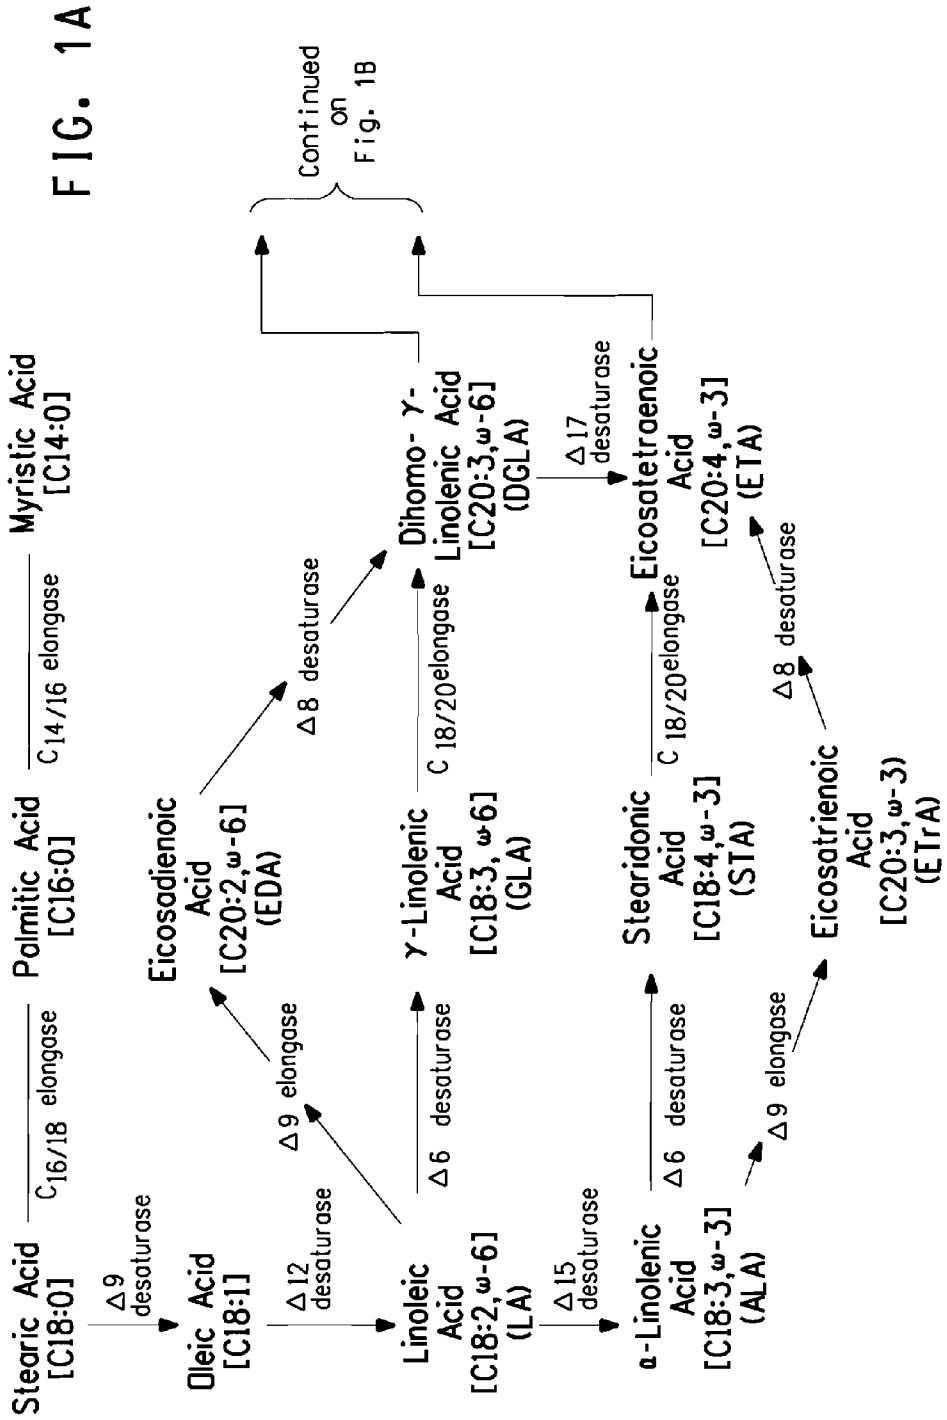 FIG. 1A
Stearic Acid
[C18:0]
C16/18 elongase
Palmitic Acid
[C16:0]
C14/16 elongase
Myristic Acid
[C14:0]
Δ9
desaturase
Oleic Acid
[C18:1]
Δ12
desaturase
Linoleic
Acid
[C18:2,ω-6]
(LA)
Δ9 elongase
Eicosadienoic
Acid
[C20:2,ω-6]
(EDA)
Δ8 desaturase
Δ6 desaturase
γ-Linolenic
Acid
[C18:3,ω-6]
(GLA)
C18/20elongase
Dihomo-γ-
Linolenic Acid
[C20:3,ω-6]
(DGLA)
Continued
on
Fig. 1B
Δ15
desaturase
Δ17
desaturase
α-Linolenic
Acid
[C18:3,ω-3]
(ALA)
Δ6 desaturase
Stearidonic
Acid
[C18:4,ω-3]
(STA)
C18/20elongase
Eicosatetraenoic
Acid
[C20:4,ω-3]
(ETA)
Δ9 elongase
Eicosatrienoic
Acid
[C20:3,ω-3)
(ETrA)
Δ8 desaturase